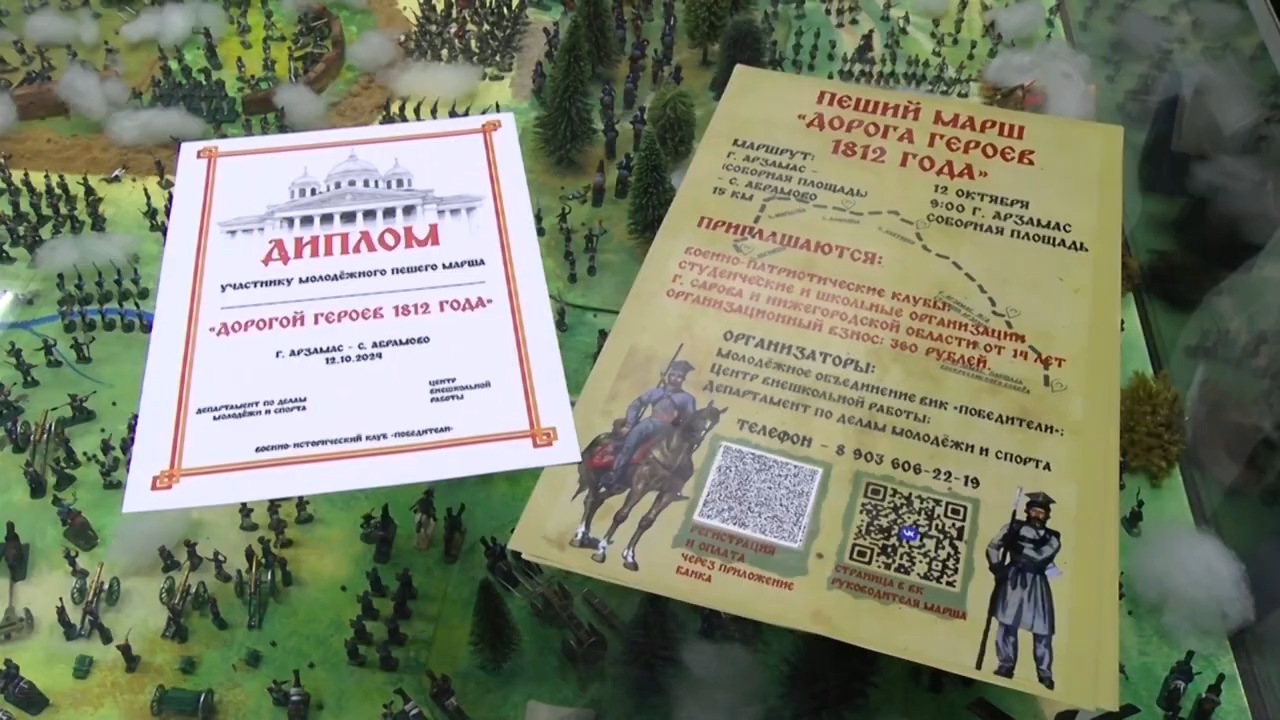 ДИПЛОМ
УЧАСТНИКУ МОЛОДЁЖНОГО ПЕШЕГО МАРША
«ДОРОГОЙ ГЕРОЕВ 1812 ГОДА»
Г. АРЗАМАС - С. АБРАМОВО
12.10.2024
ДЕПАРТАМЕНТ ПО ДЕЛАМ
МОЛОДЁЖИ И СПОРТА
ЦЕНТР
ВНЕШКОЛЬНОЙ
РАБОТЫ
ВОЕННО-ИСТОРИЧЕСКИЙ КЛУБ «ПОБЕДИТЕЛИ»
ПЕШИЙ МАРШ
«ДОРОГА ГЕРОЕВ
1812 ГОДА»
МАРШРУТ:
Г. АРЗАМАС -
(СОБОРНАЯ ПЛОЩАДЬ)
- С. АБРАМОВО
15 КМ
12 ОКТЯБРЯ
9:00 Г. АРЗАМАС
СОБОРНАЯ ПЛОЩАДЬ
ПРИГЛАШАЮТСЯ:
ВОЕННО-ПАТРИОТИЧЕСКИЕ КЛУБЫ,
СТУДЕНЧЕСКИЕ И ШКОЛЬНЫЕ ОРГАНИЗАЦИИ
Г. САРОВА И НИЖЕГОРОДСКОЙ ОБЛАСТИ ОТ 14 ЛЕТ
ОРГАНИЗАЦИОННЫЙ ВЗНОС: 360 РУБЛЕЙ.
ОРГАНИЗАТОРЫ:
МОЛОДЁЖНОЕ ОБЪЕДИНЕНИЕ ВИК «ПОБЕДИТЕЛИ»;
ЦЕНТР ВНЕШКОЛЬНОЙ РАБОТЫ;
ДЕПАРТАМЕНТ ПО ДЕЛАМ МОЛОДЁЖИ И СПОРТА
ТЕЛЕФОН - 8 903 606-22-19
РЕГИСТРАЦИЯ
И ОПЛАТА
ЧЕРЕЗ ПРИЛОЖЕНИЕ
БАНКА
СТРАНИЦА В ВК
РУКОВОДИТЕЛЯ МАРША